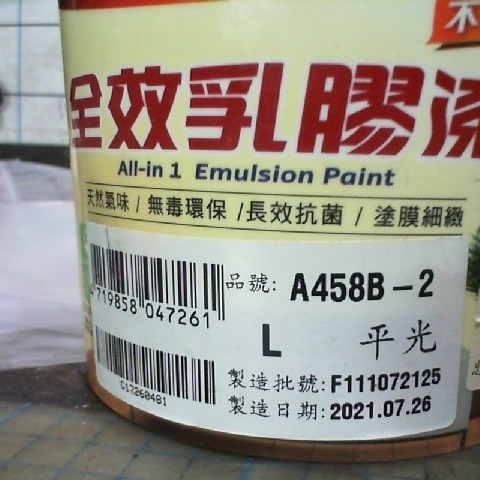 全效乳膠漆
All-in 1 Emulsion Paint
天然氣味 / 無毒環保 /長效抗菌 / 塗膜細緻
品號: A458B-2
4719858 047261
L 平光
製造批號: F111072125
C17260481
製造日期: 2021.07.26